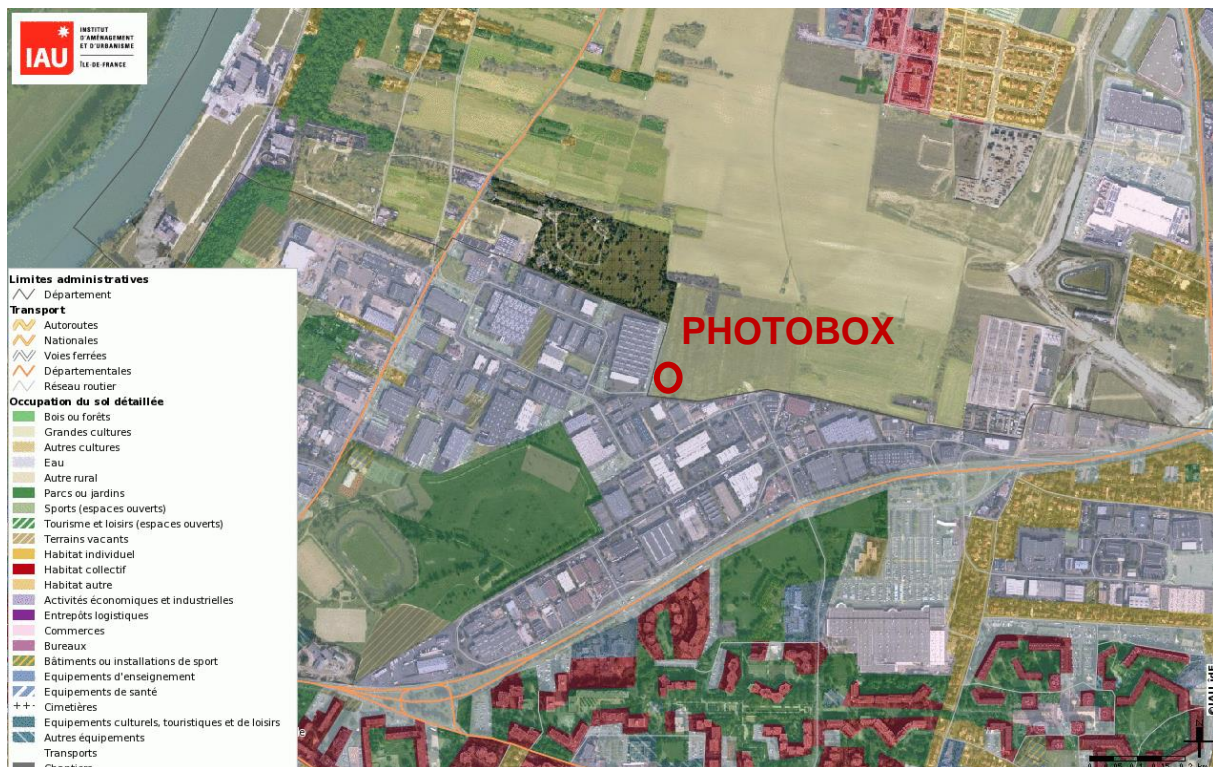 IAU
INSTITUT
D'AMÉNAGEMENT
ET D'URBANISME
ÎLE-DE-FRANCE
PHOTOBOX
Limites administratives
Département
Transport
Autoroutes
Nationales
Voies ferrées
Départementales
Réseau routier
Occupation du sol détaillée
Bois ou forêts
Grandes cultures
Autres cultures
Eau
Autre rural
Parcs ou jardins
Sports (espaces ouverts)
Tourisme et loisirs (espaces ouverts)
Terrains vacants
Habitat individuel
Habitat collectif
Habitat autre
Activités économiques et industrielles
Entrepôts logistiques
Commerces
Bureaux
Bâtiments ou installations de sport
Equipements d'enseignement
Equipements de santé
Cimetières
Equipements culturels, touristiques et de loisirs
Autres équipements
Transports
Chantiers
©IAU îdF